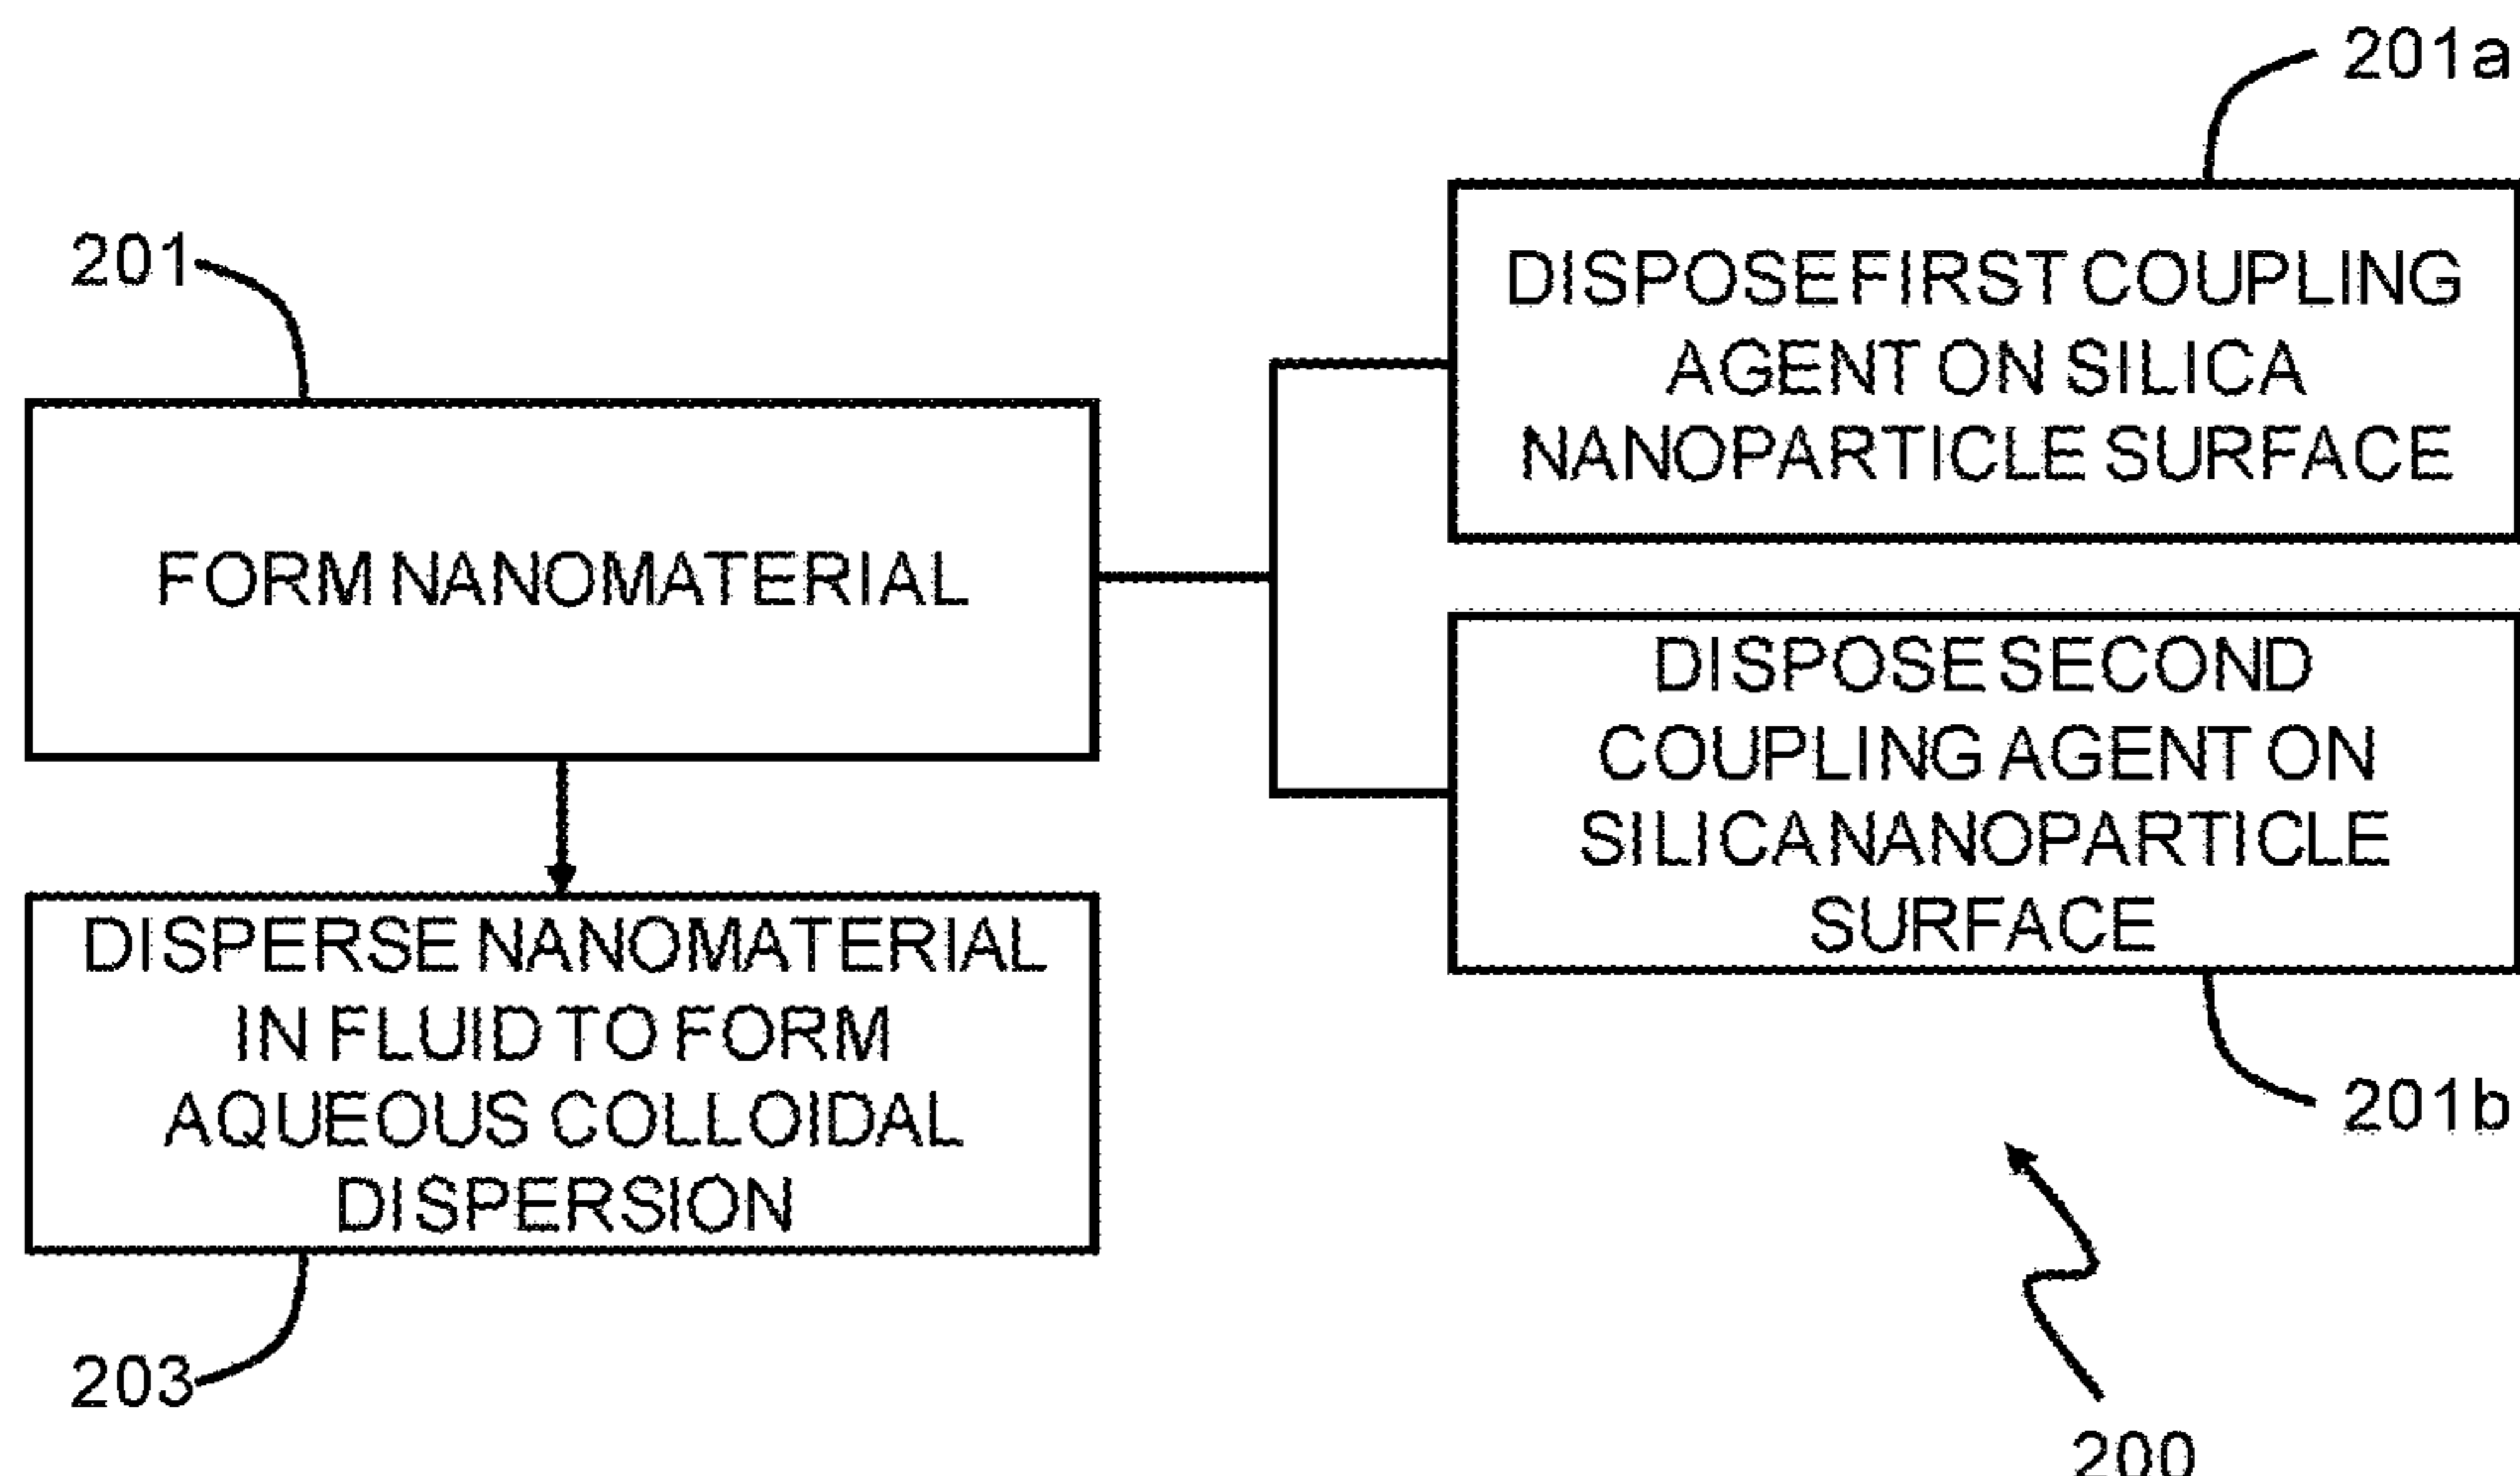 201a
DISPOSE FIRST COUPLING
AGENT ON SILICA
NANOPARTICLE SURFACE
201
FORM NANOMATERIAL
DISPOSE SECOND
COUPLING AGENT ON
SILICA NANOPARTICLE
SURFACE
201b
DISPERSE NANOMATERIAL
IN FLUID TO FORM
AQUEOUS COLLOIDAL
DISPERSION
203
200